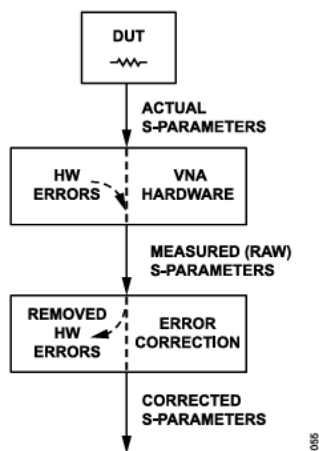 DUT
ACTUAL
S-PARAMETERS
HW
ERRORS
VNA
HARDWARE
MEASURED (RAW)
S-PARAMETERS
REMOVED
HW
ERRORS
ERROR
CORRECTION
CORRECTED
S-PARAMETERS
055